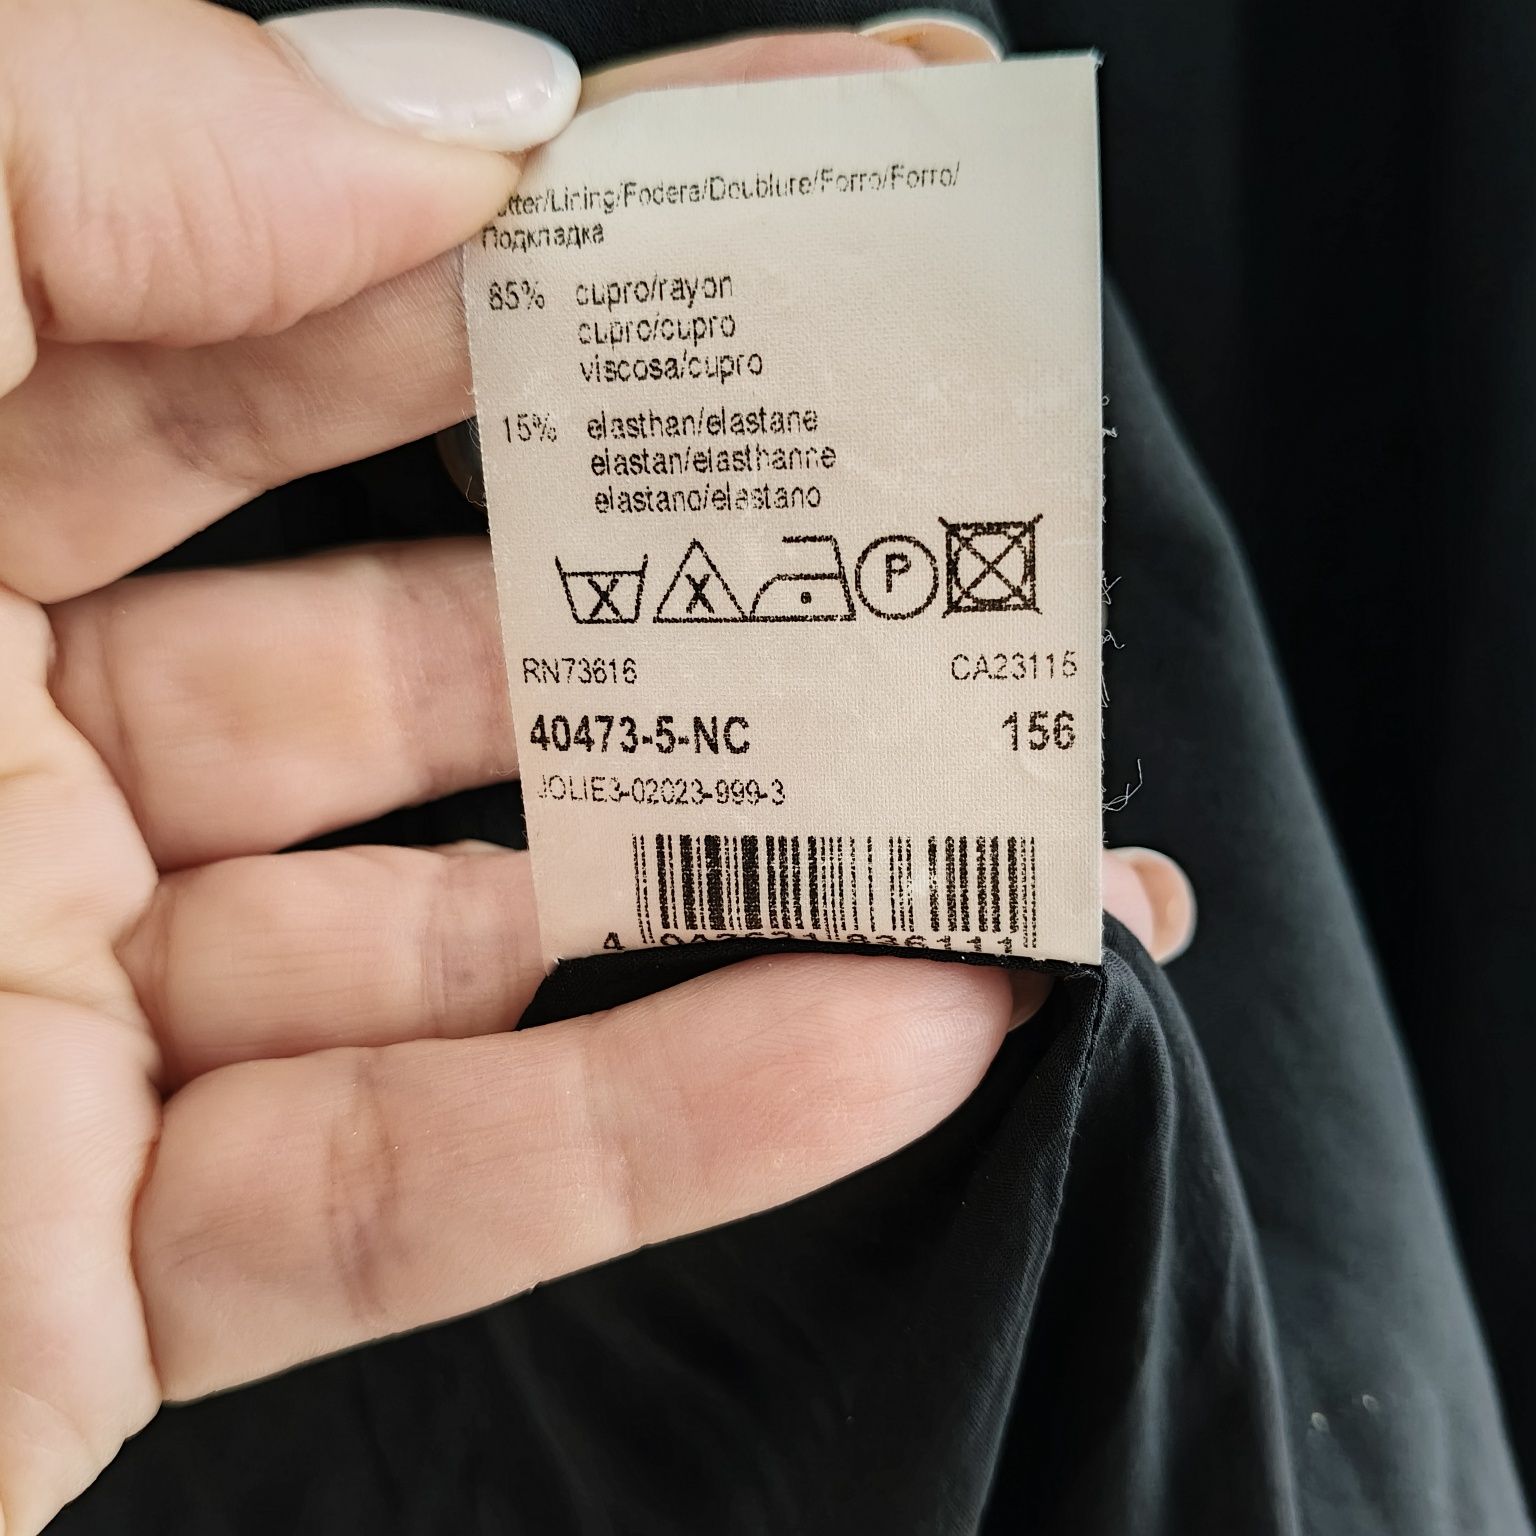 Lining/Fodera/Doublure/Forro/Forro/
Подкладка
85% cupro/rayon
cupro/cupro
viscosa/cupro
15% elasthan/elastane
elastan/elasthanne
elastano/elastano
X X P
RN73616 CA23115
40473-5-NC 156
JOLIE3-02023-999-3